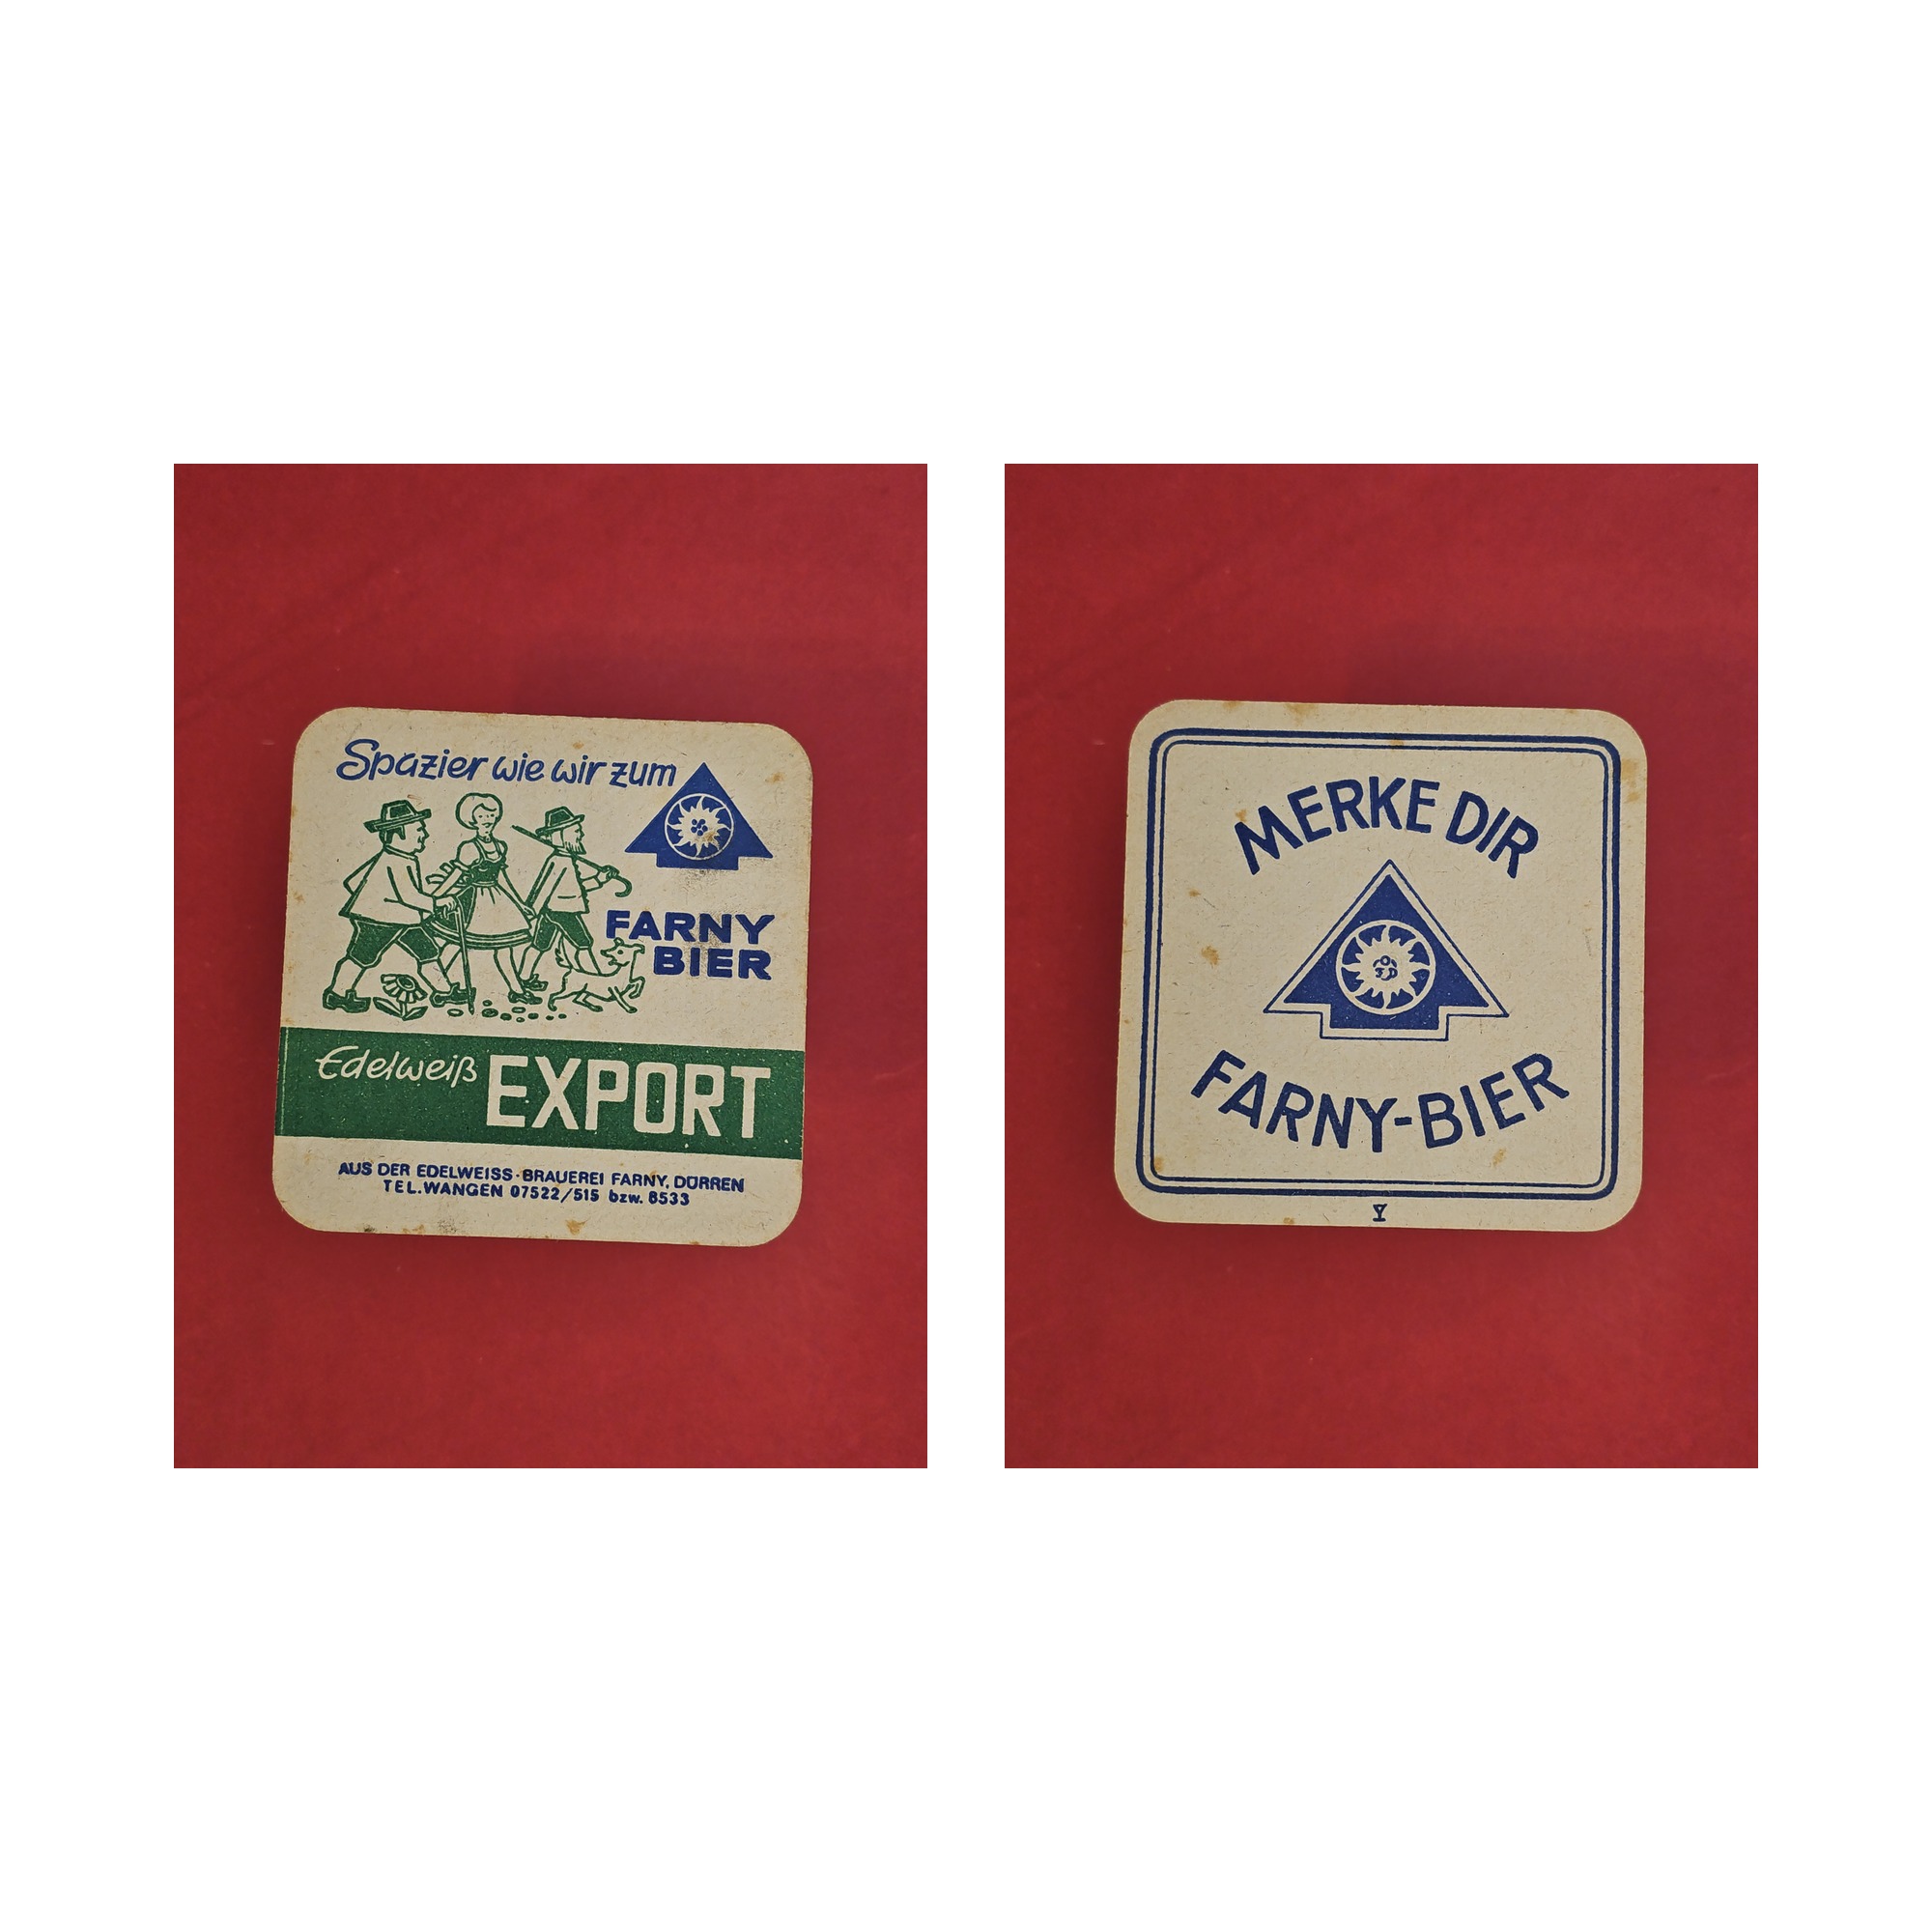 Spazier wie wir zum
FARNY
BIER
Edelweiß EXPORT
AUS DER EDELWEISS-BRAUEREI FARNY, DÜRREN
TEL. WANGEN 07522/515 bzw. 8533
MERKE DIR
FARNY-BIER